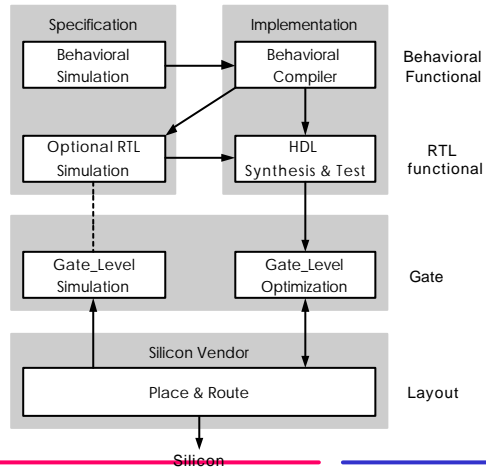 Specification
Implementation
Behavioral
Simulation
Behavioral
Compiler
Behavioral
Functional
Optional RTL
Simulation
HDL
Synthesis & Test
RTL
functional
Gate_Level
Simulation
Gate_Level
Optimization
Gate
Silicon Vendor
Place & Route
Layout
Silicon